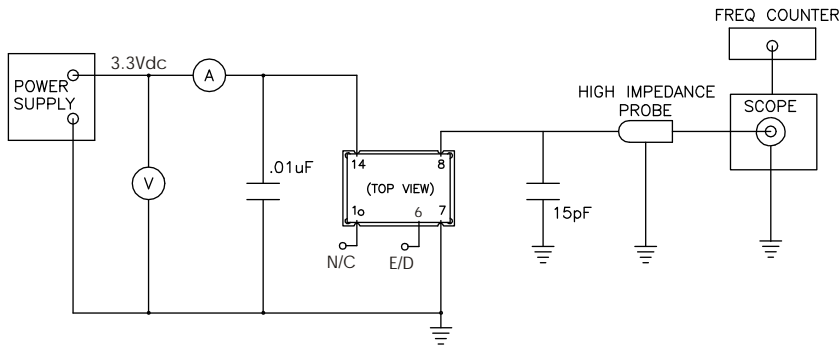 FREQ COUNTER
3.3Vdc
A
POWER
SUPPLY
HIGH IMPEDANCE
PROBE
SCOPE
V
.01uF
14
8
(TOP VIEW)
1
6
7
15pF
N/C
E/D